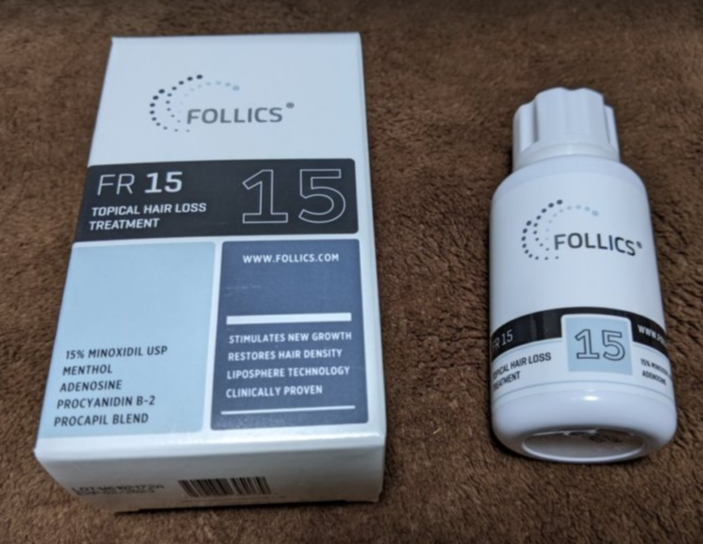 FOLLICS®
FR 15
15
TOPICAL HAIR LOSS
TREATMENT
WWW.FOLLICS.COM
15% MINOXIDIL USP
MENTHOL
ADENOSINE
PROCYANIDIN B-2
PROCAPIL BLEND
STIMULATES NEW GROWTH
RESTORES HAIR DENSITY
LIPOSPHERE TECHNOLOGY
CLINICALLY PROVEN
FOLLICS®
FR 15
15
TOPICAL HAIR LOSS
TREATMENT
15%